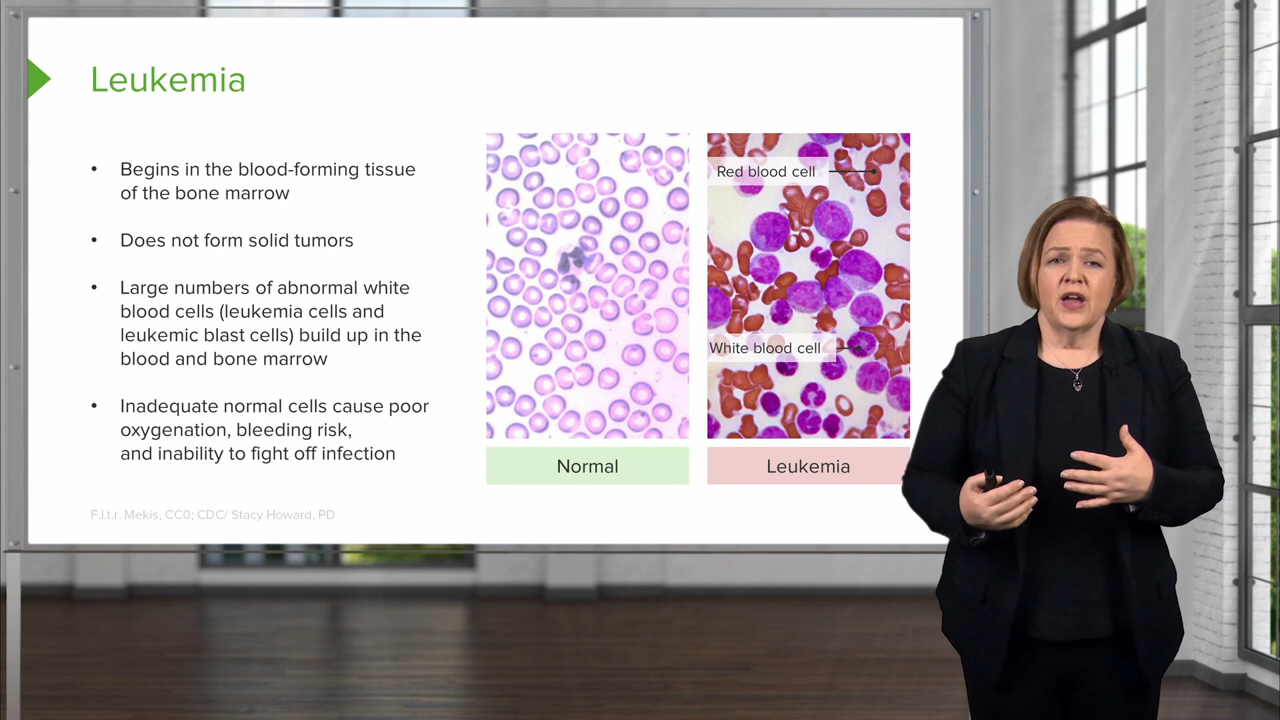 Leukemia
• Begins in the blood-forming tissue
of the bone marrow
• Does not form solid tumors
• Large numbers of abnormal white
blood cells (leukemia cells and
leukemic blast cells) build up in the
blood and bone marrow
• Inadequate normal cells cause poor
oxygenation, bleeding risk,
and inability to fight off infection
Red blood cell
White blood cell
Normal
Leukemia
F.l.t.r. Mekis, CC0; CDC/ Stacy Howard, PD